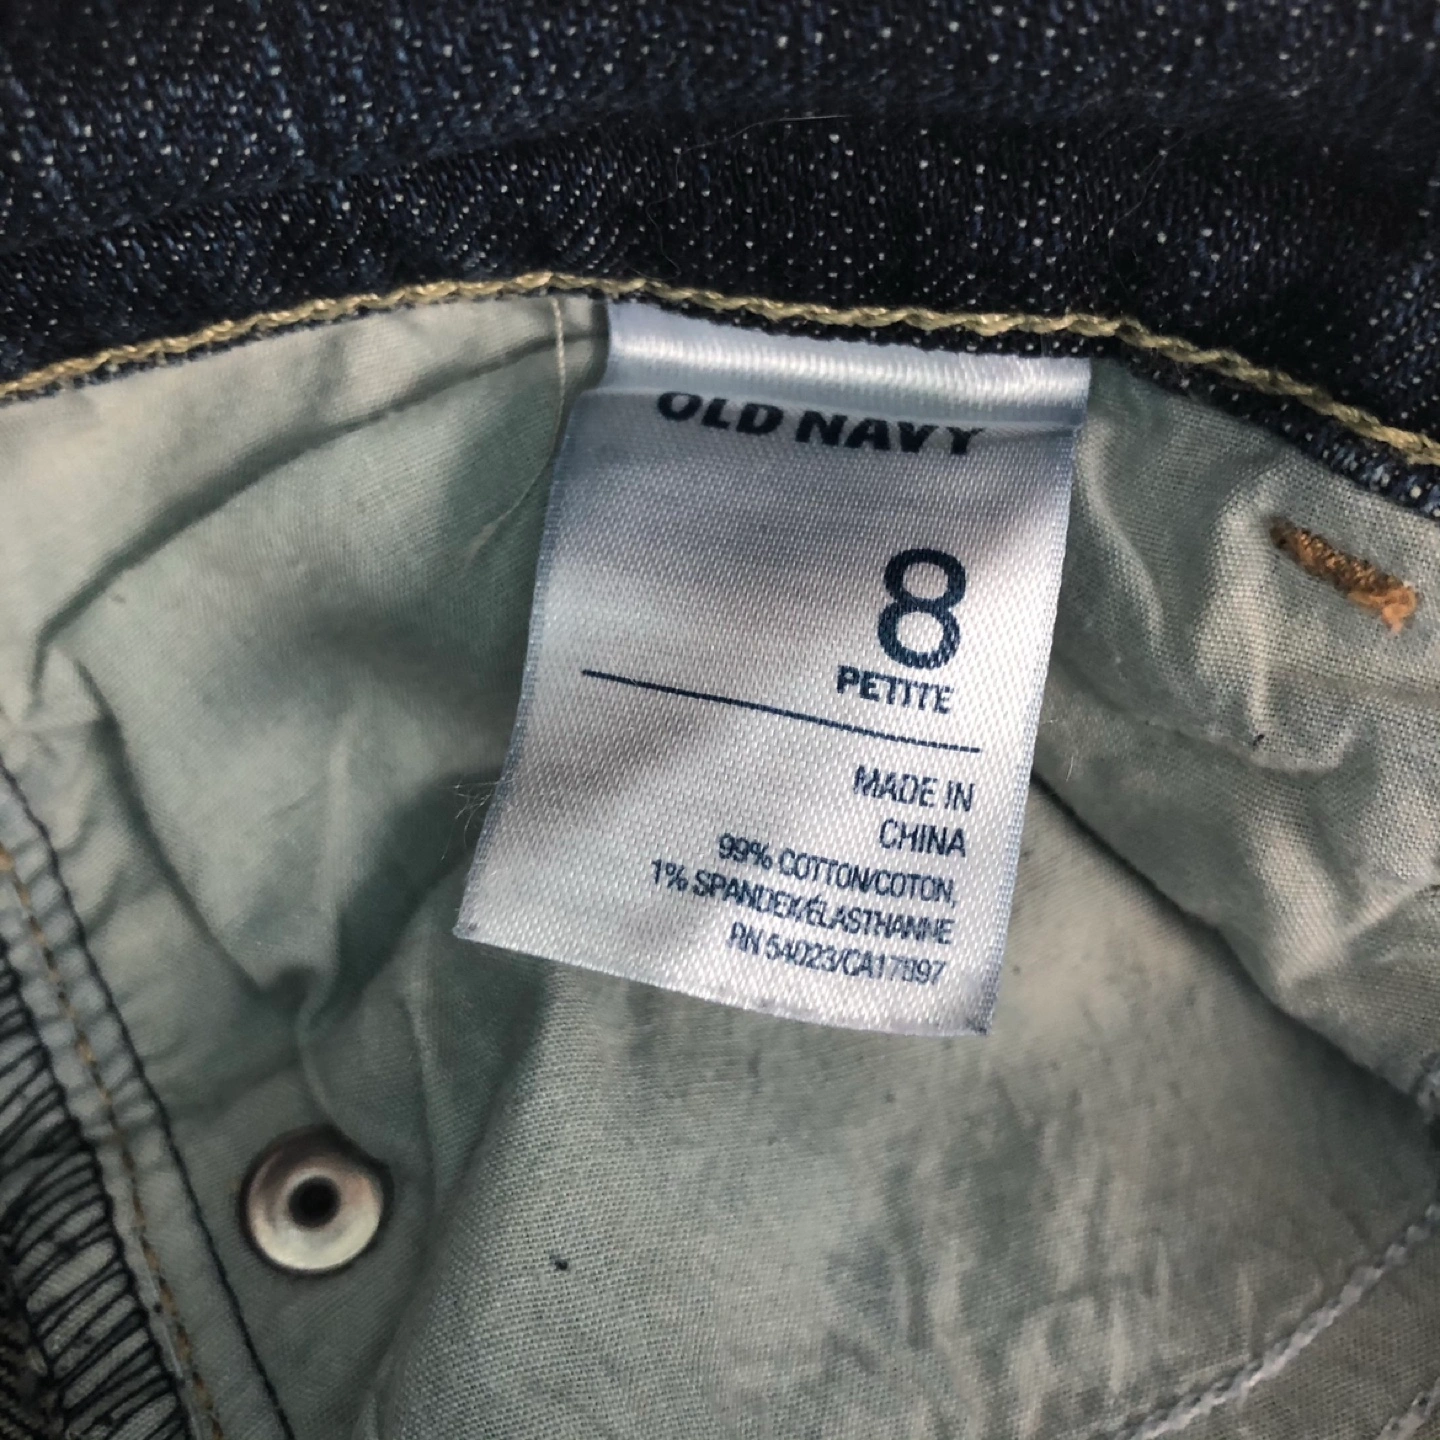 OLD NAVY
8
PETITE
MADE IN
CHINA
99% COTTON/COTON,
1% SPANDEX/ÉLASTHANNE
RN 54023/CA17897